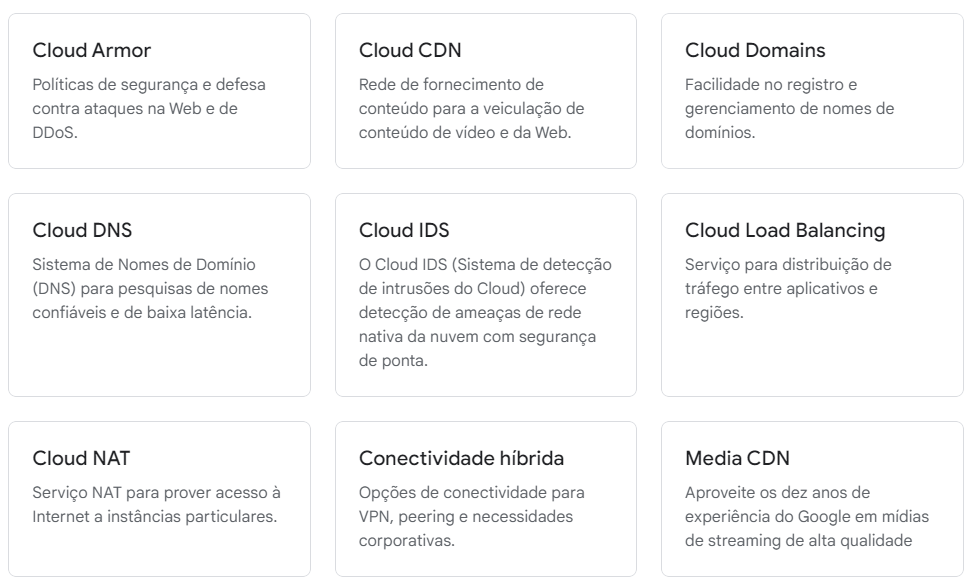 Cloud Armor
Políticas de segurança e defesa
contra ataques na Web e de
DDoS.
Cloud CDN
Rede de fornecimento de
conteúdo para a veiculação de
conteúdo de vídeo e da Web.
Cloud Domains
Facilidade no registro e
gerenciamento de nomes de
domínios.
Cloud DNS
Sistema de Nomes de Domínio
(DNS) para pesquisas de nomes
confiáveis e de baixa latência.
Cloud IDS
O Cloud IDS (Sistema de detecção
de intrusões do Cloud) oferece
detecção de ameaças de rede
nativa da nuvem com segurança
de ponta.
Cloud Load Balancing
Serviço para distribuição de
tráfego entre aplicativos e
regiões.
Cloud NAT
Serviço NAT para prover acesso à
Internet a instâncias particulares.
Conectividade híbrida
Opções de conectividade para
VPN, peering e necessidades
corporativas.
Media CDN
Aproveite os dez anos de
experiência do Google em mídias
de streaming de alta qualidade